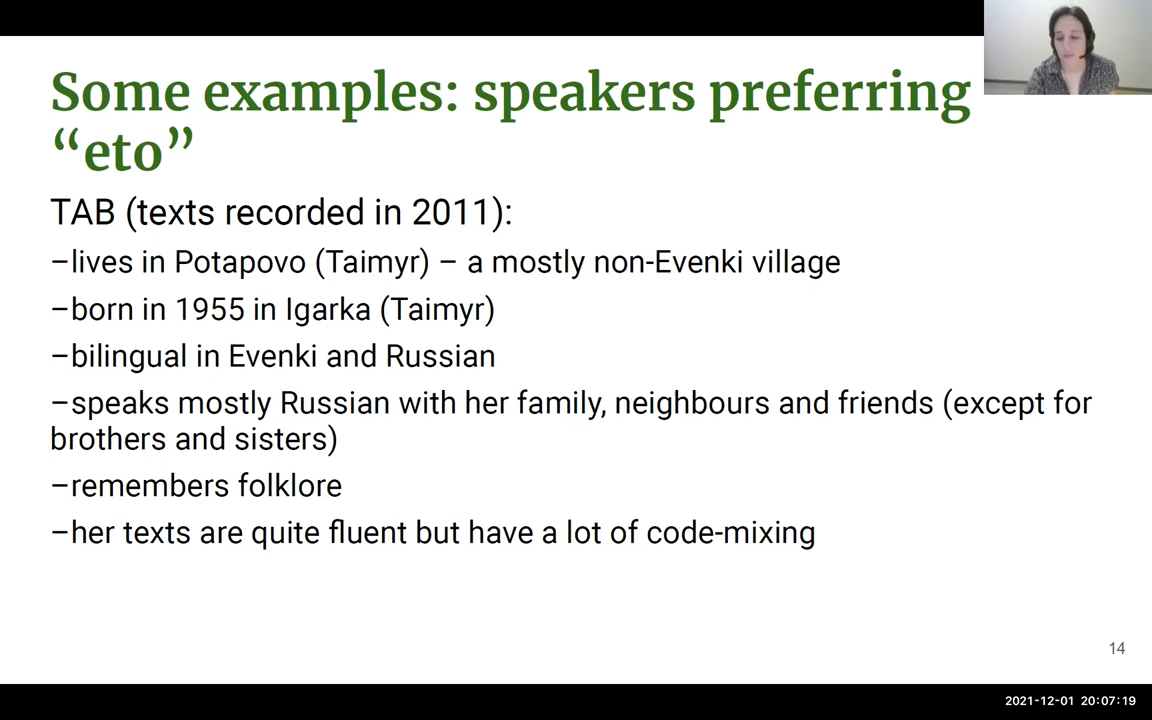 Some examples: speakers preferring
“eto”
TAB (texts recorded in 2011):
–lives in Potapovo (Taimyr) – a mostly non-Evenki village
–born in 1955 in Igarka (Taimyr)
–bilingual in Evenki and Russian
–speaks mostly Russian with her family, neighbours and friends (except for
brothers and sisters)
–remembers folklore
–her texts are quite fluent but have a lot of code-mixing
14
2021-12-01 20:07:19